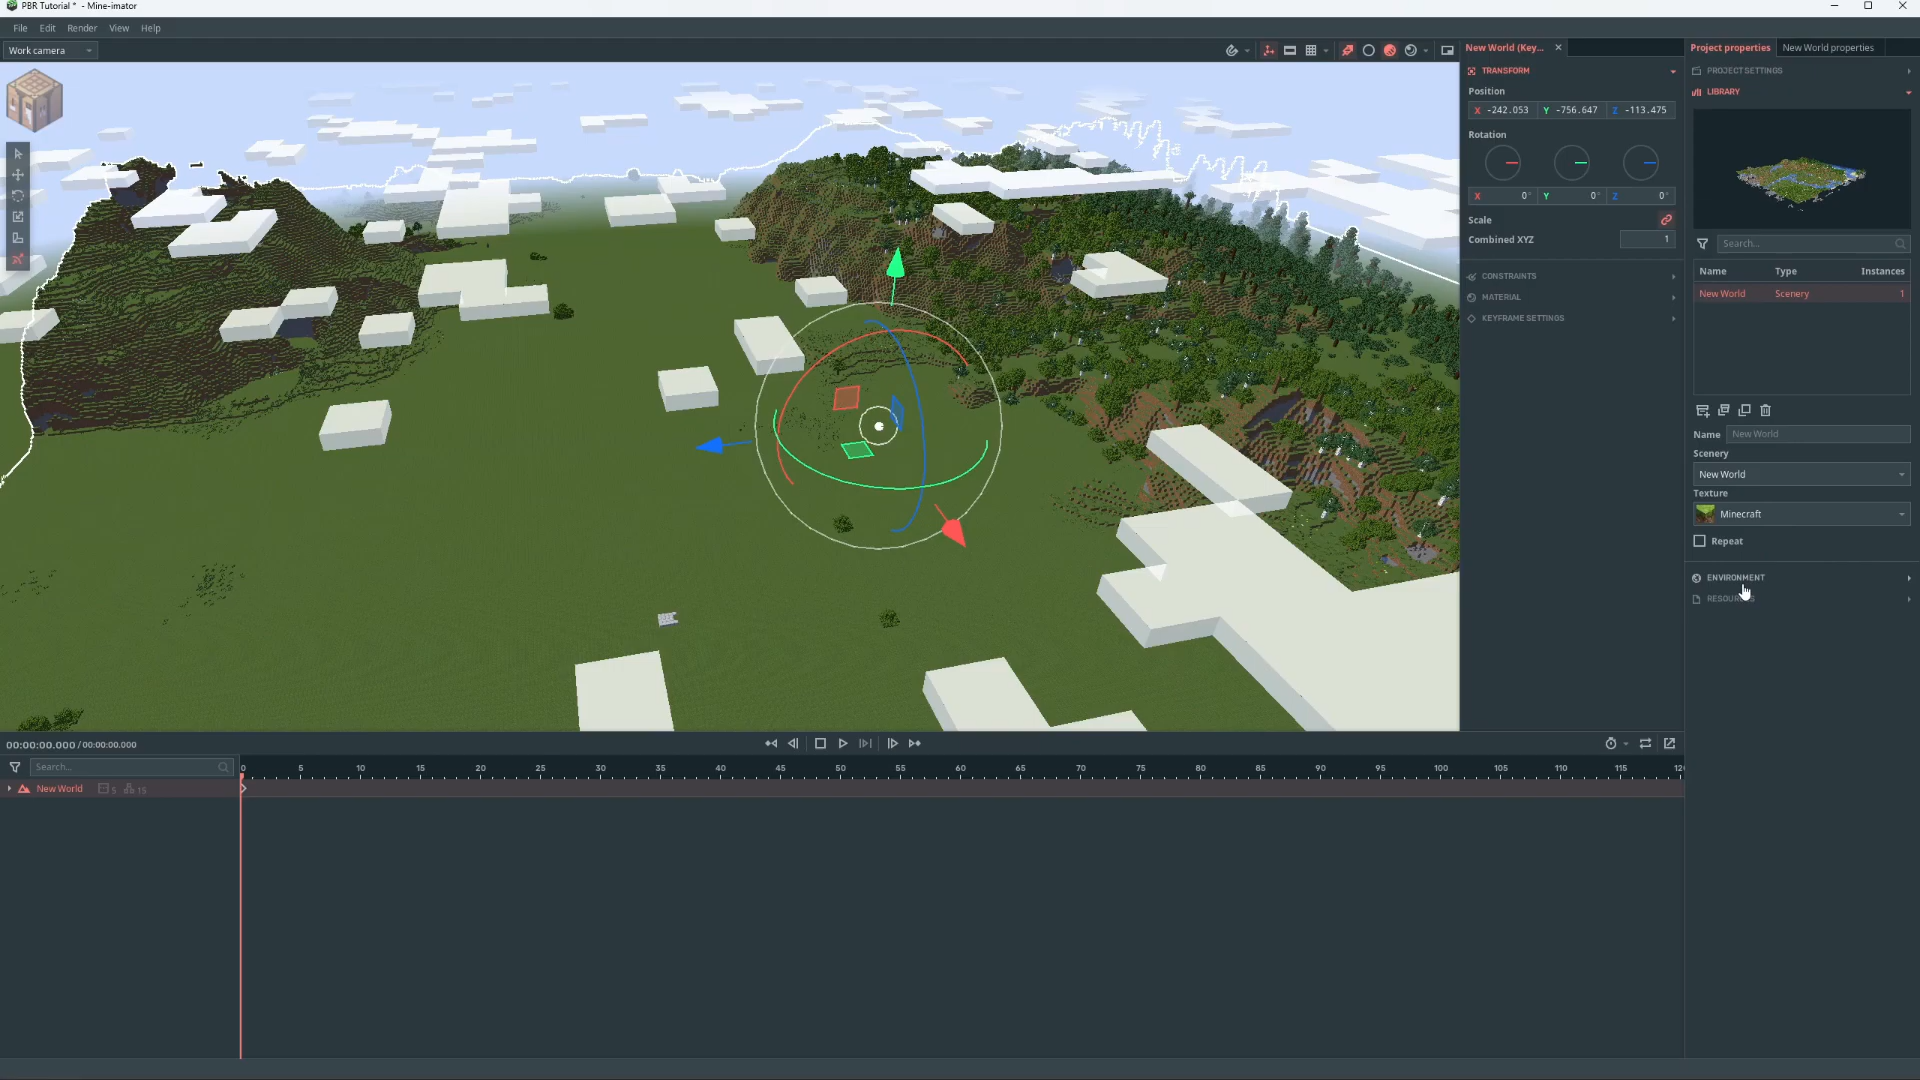 PBR Tutorial * - Mine-imator
File Edit Render View Help
Work camera
New World (Key...
TRANSFORM
Position
X -242.053 Y -756.647 Z -113.475
Rotation
X 0° Y 0° Z 0°
Scale
Combined XYZ 1
CONSTRAINTS
MATERIAL
KEYFRAME SETTINGS
Project properties New World properties
PROJECT SETTINGS
LIBRARY
Search...
Name Type Instances
New World Scenery 1
Name New World
Scenery
New World
Texture
Minecraft
Repeat
ENVIRONMENT
00:00:00.000 / 00:00:00.000
Search...
0 5 10 15 20 25 30 35 40 45 50 55 60 65 70 75 80 85 90 95 100 105 110 115
New World 5 15